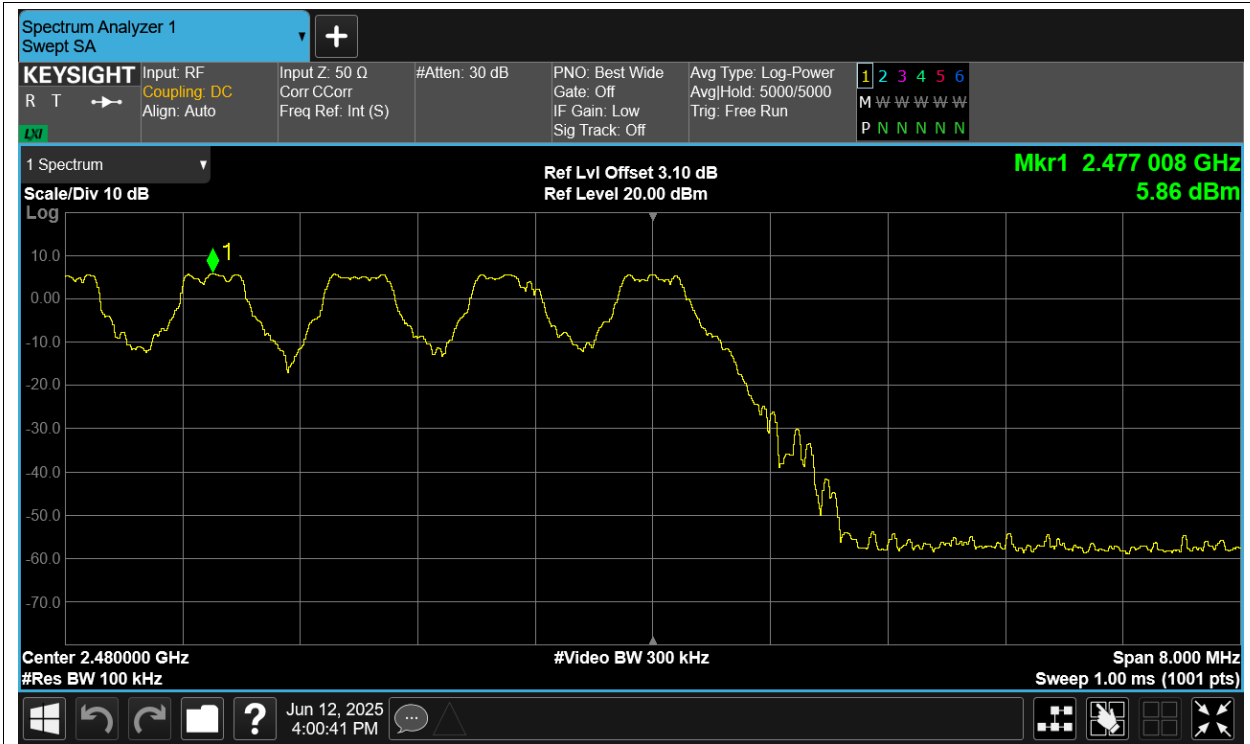 Spectrum Analyzer 1
Swept SA
KEYSIGHT
R T
LXI
Input: RF
Coupling: DC
Align: Auto
Input Z: 50 Ω
Corr CCorr
Freq Ref: Int (S)
#Atten: 30 dB
PNO: Best Wide
Gate: Off
IF Gain: Low
Sig Track: Off
Avg Type: Log-Power
Avg|Hold: 5000/5000
Trig: Free Run
1 2 3 4 5 6
M W W W W W
P N N N N N
1 Spectrum
Scale/Div 10 dB
Log
Ref Lvl Offset 3.10 dB
Ref Level 20.00 dBm
Mkr1 2.477 008 GHz
5.86 dBm
1
10.0
0.00
-10.0
-20.0
-30.0
-40.0
-50.0
-60.0
-70.0
Center 2.480000 GHz
#Res BW 100 kHz
#Video BW 300 kHz
Span 8.000 MHz
Sweep 1.00 ms (1001 pts)
?
Jun 12, 2025
4:00:41 PM